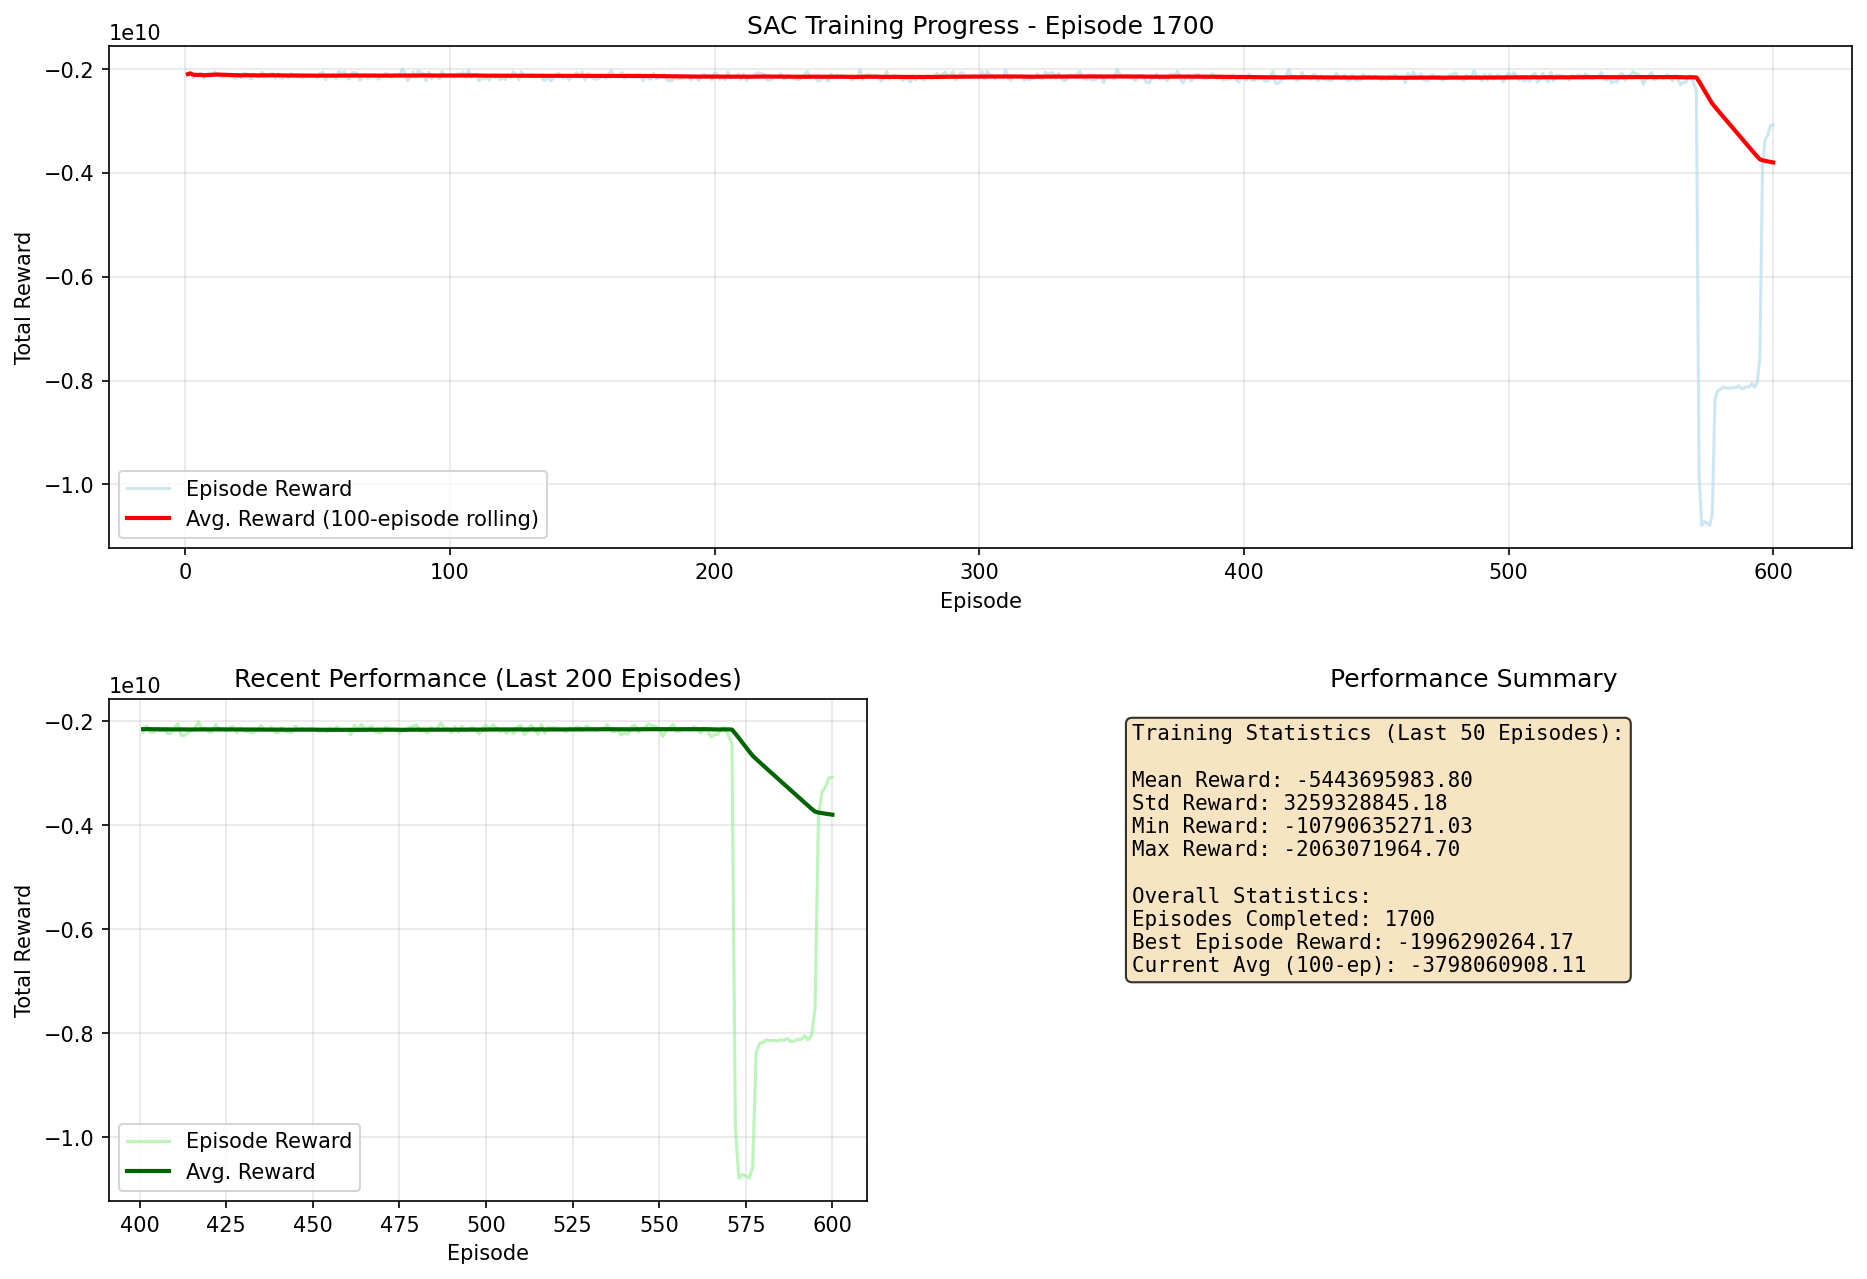 SAC Training Progress - Episode 1700
1e10
−0.2
−0.4
−0.6
−0.8
−1.0
Total Reward
Episode Reward
Avg. Reward (100-episode rolling)
0 100 200 300 400 500 600
Episode
Recent Performance (Last 200 Episodes)
1e10
−0.2
−0.4
−0.6
−0.8
−1.0
Total Reward
Episode Reward
Avg. Reward
400 425 450 475 500 525 550 575 600
Episode
Performance Summary
Training Statistics (Last 50 Episodes):
Mean Reward: -5443695983.80
Std Reward: 3259328845.18
Min Reward: -10790635271.03
Max Reward: -2063071964.70
Overall Statistics:
Episodes Completed: 1700
Best Episode Reward: -1996290264.17
Current Avg (100-ep): -3798060908.11